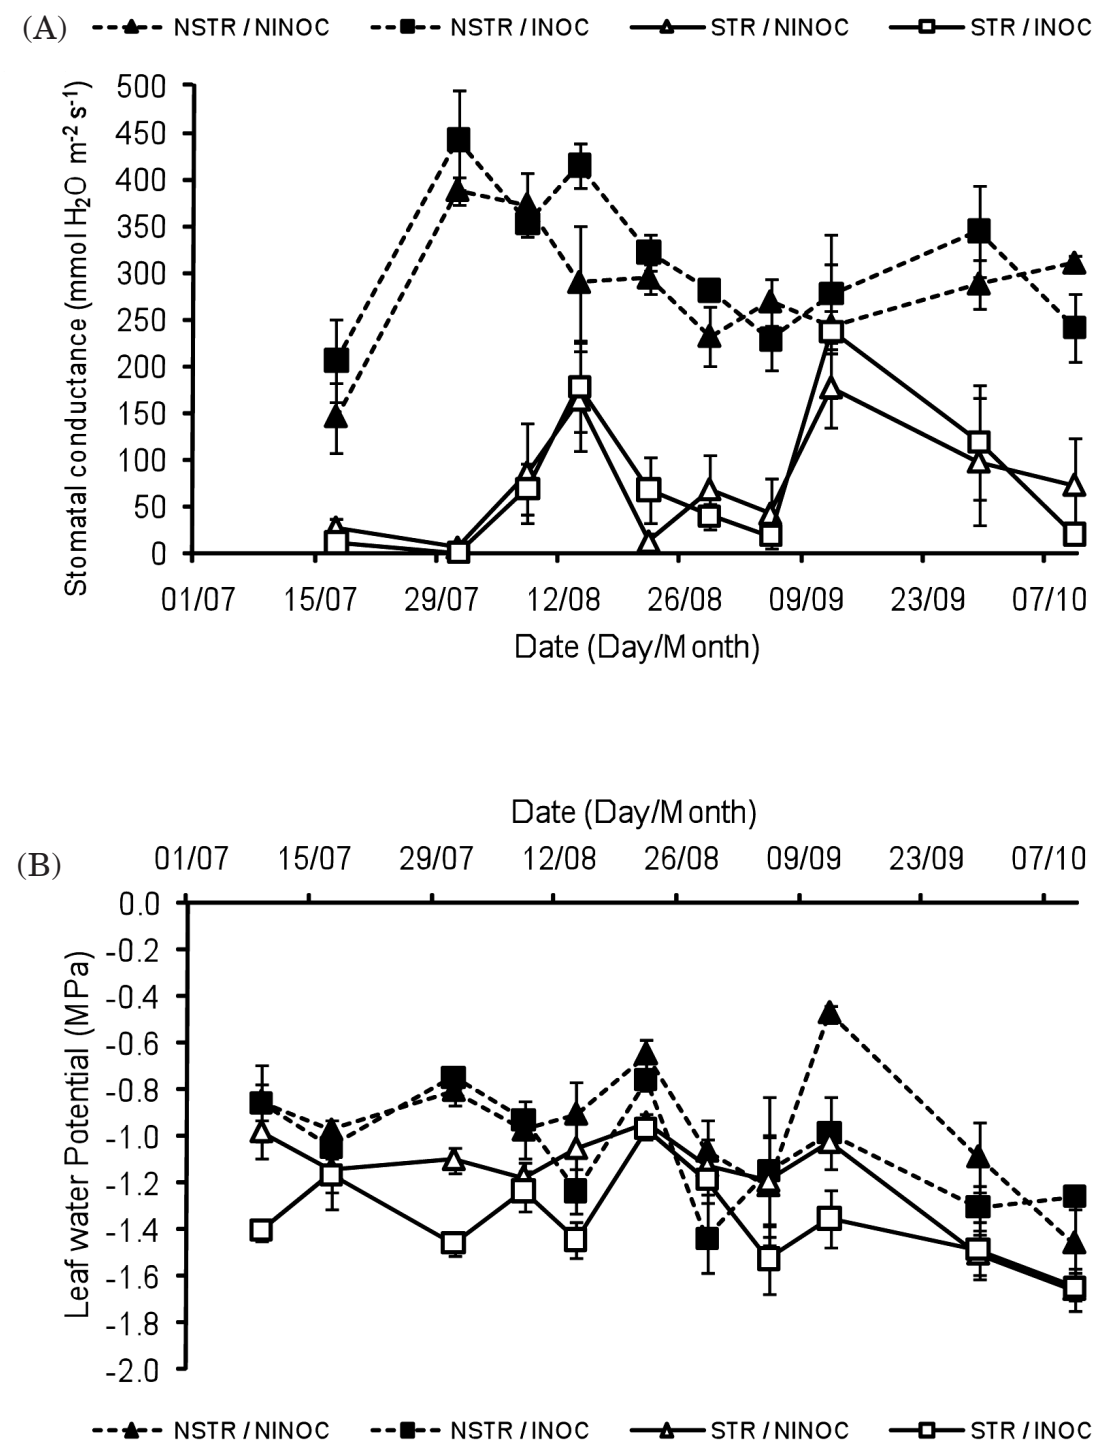 (A) NSTR / NINOC NSTR / INOC STR / NINOC STR / INOC
Stomatal conductance (mmol H₂O m⁻² s⁻¹)
500
450
400
350
300
250
200
150
100
50
0
01/07 15/07 29/07 12/08 26/08 09/09 23/09 07/10
Date (Day/Month)
Date (Day/Month)
(B) 01/07 15/07 29/07 12/08 26/08 09/09 23/09 07/10
Leaf water Potential (MPa)
0.0
-0.2
-0.4
-0.6
-0.8
-1.0
-1.2
-1.4
-1.6
-1.8
-2.0
NSTR / NINOC NSTR / INOC STR / NINOC STR / INOC